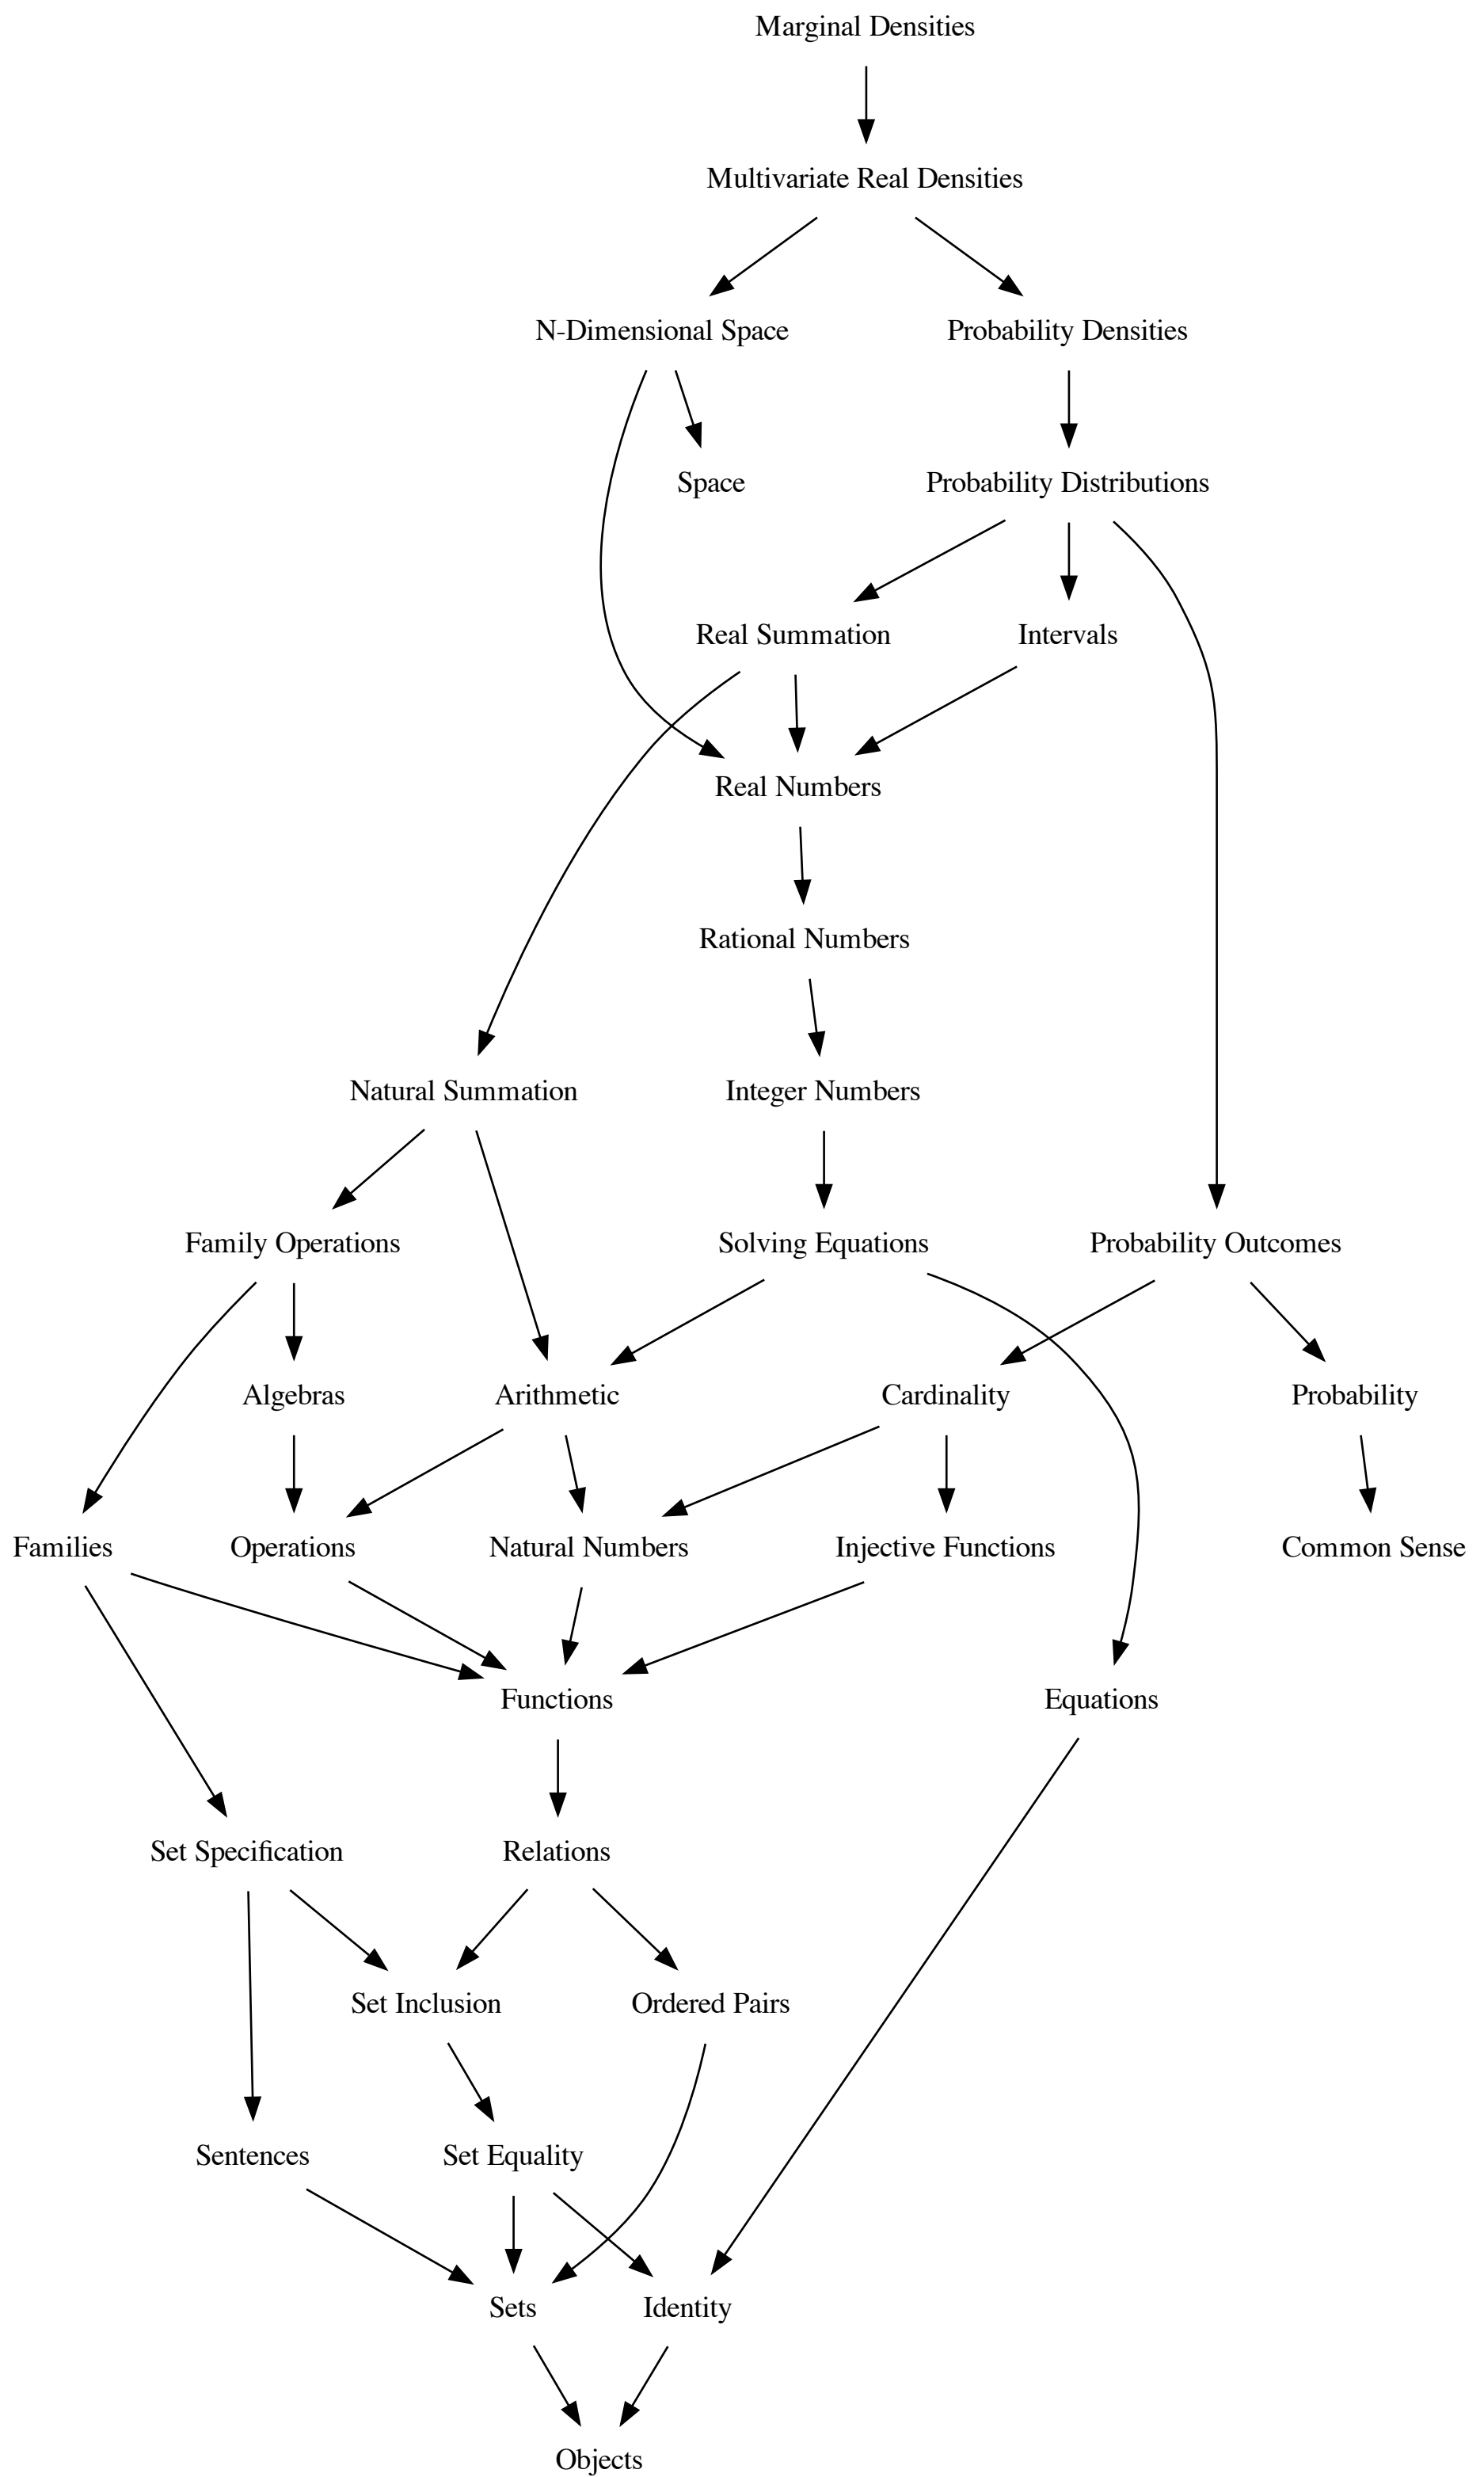 Marginal Densities
Multivariate Real Densities
N-Dimensional Space
Probability Densities
Space
Probability Distributions
Real Summation
Intervals
Real Numbers
Rational Numbers
Natural Summation
Integer Numbers
Family Operations
Solving Equations
Probability Outcomes
Algebras
Arithmetic
Cardinality
Probability
Families
Operations
Natural Numbers
Injective Functions
Common Sense
Functions
Equations
Set Specification
Relations
Set Inclusion
Ordered Pairs
Sentences
Set Equality
Sets
Identity
Objects